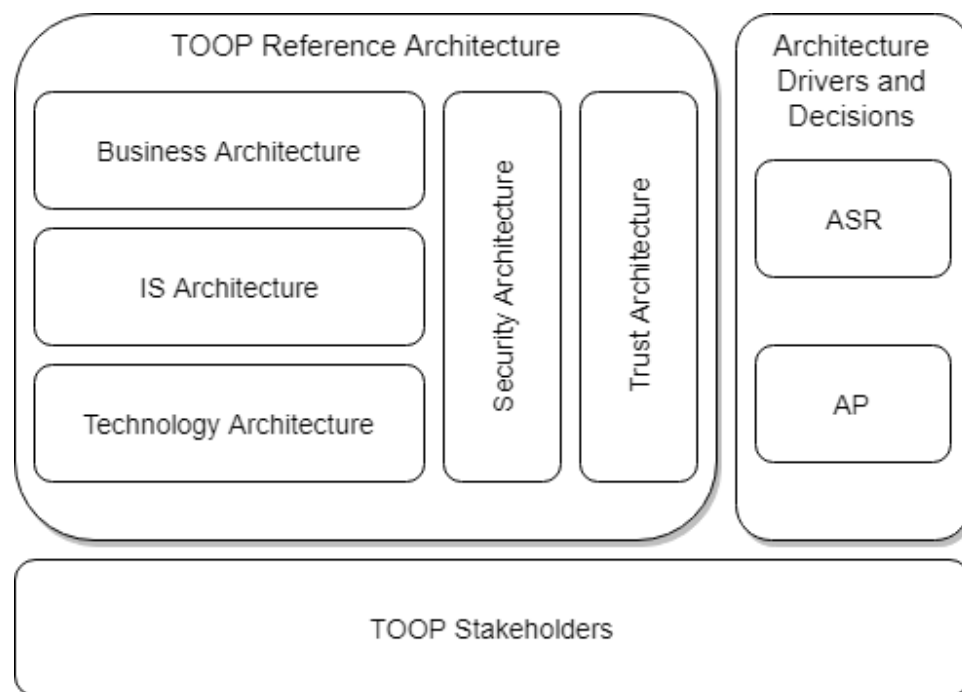 TOOP Reference Architecture
Business Architecture
IS Architecture
Technology Architecture
Security Architecture
Trust Architecture
Architecture
Drivers and
Decisions
ASR
AP
TOOP Stakeholders